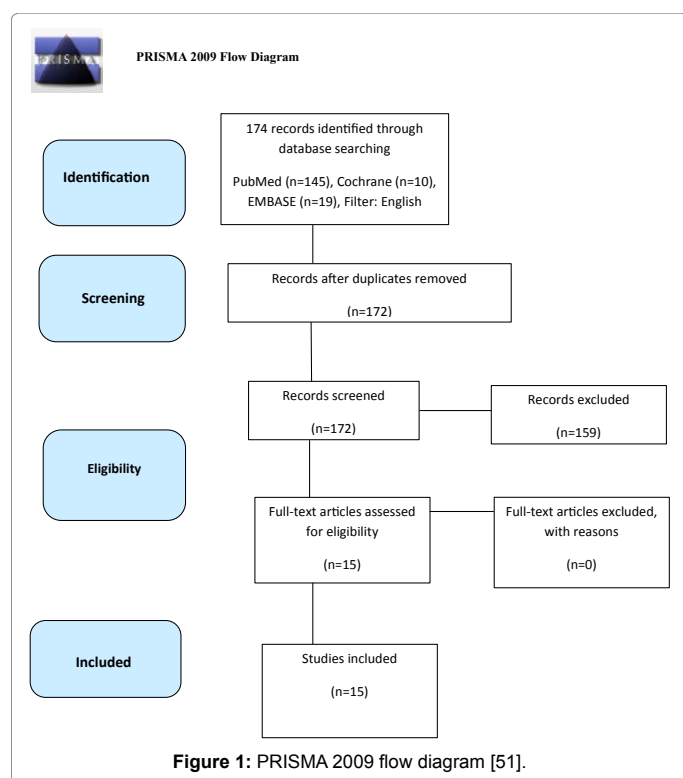 PRISMA
PRISMA 2009 Flow Diagram
174 records identified through
database searching
PubMed (n=145), Cochrane (n=10),
EMBASE (n=19), Filter: English
Identification
Records after duplicates removed
(n=172)
Screening
Records screened
(n=172)
Records excluded
(n=159)
Eligibility
Full-text articles assessed
for eligibility
(n=15)
Full-text articles excluded,
with reasons
(n=0)
Included
Studies included
(n=15)
Figure 1: PRISMA 2009 flow diagram [51].